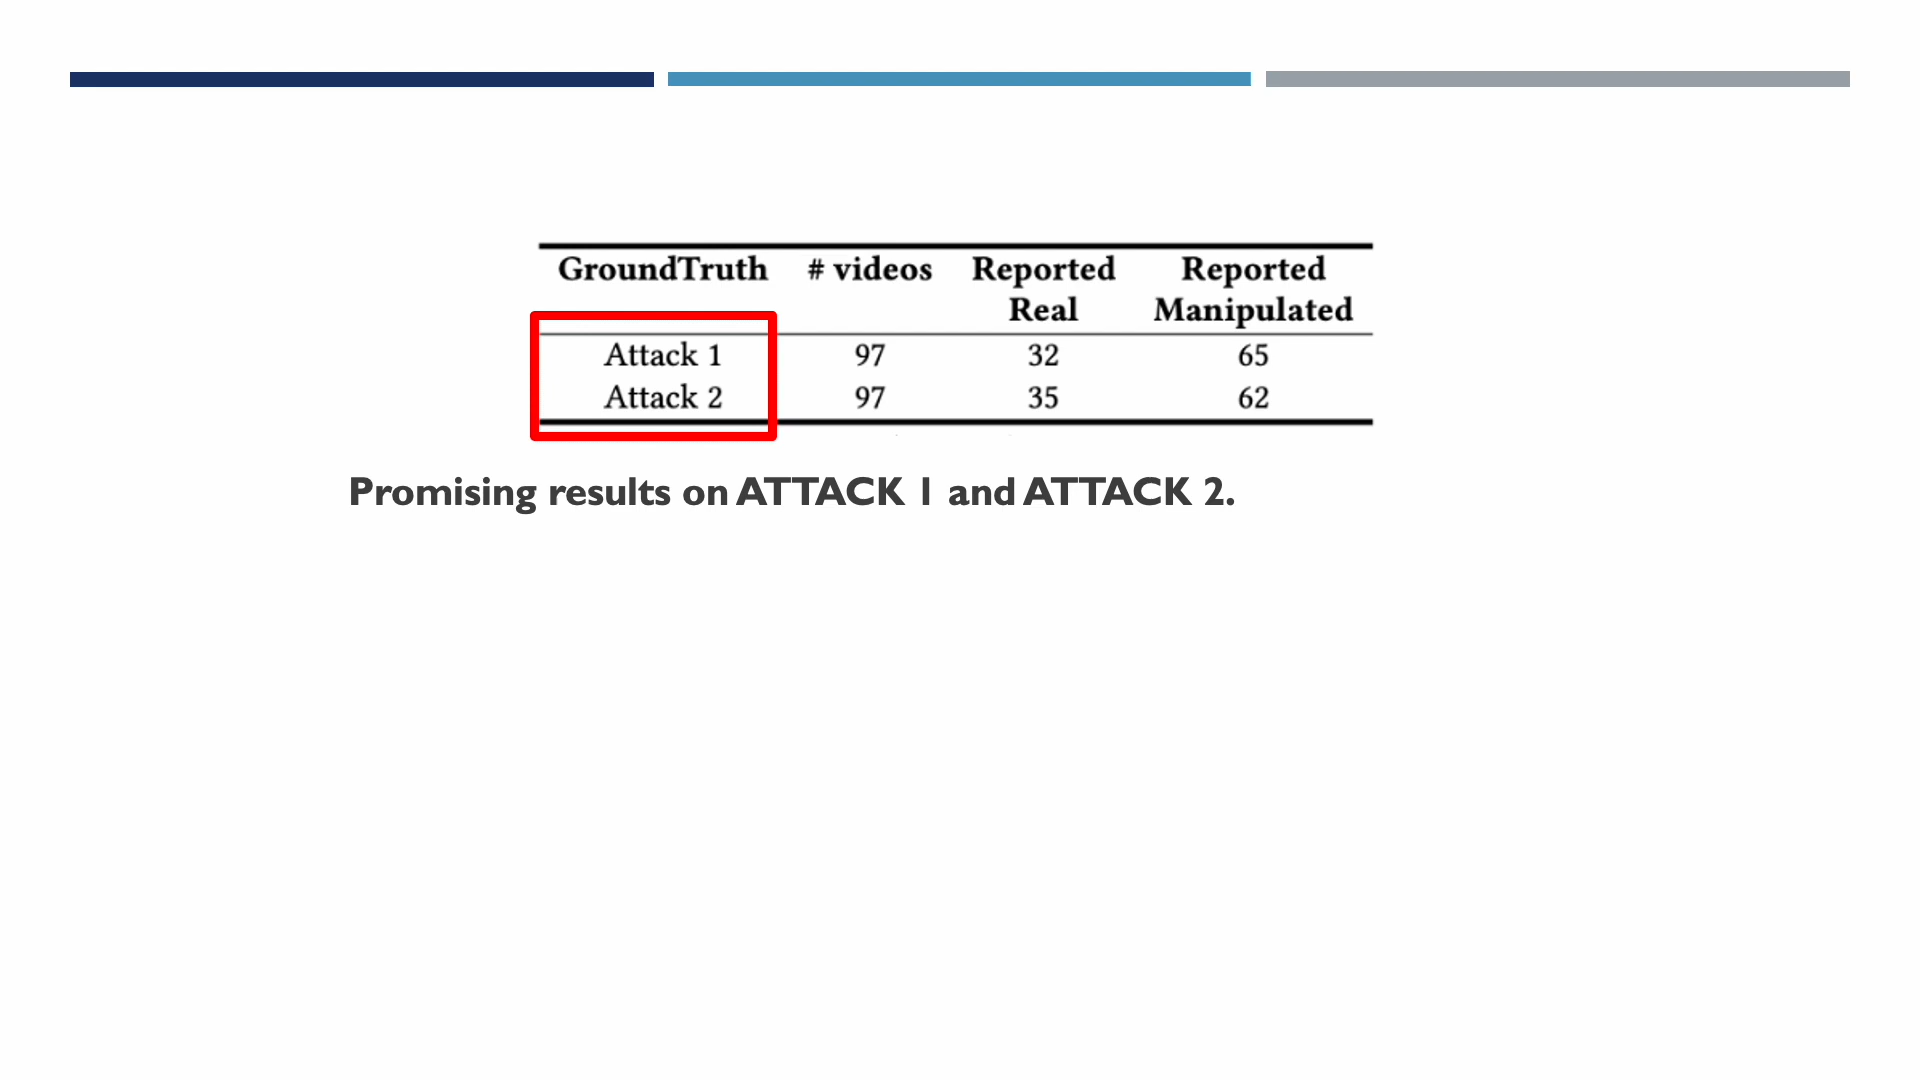 GroundTruth # videos Reported Reported
Real Manipulated
Attack 1 97 32 65
Attack 2 97 35 62
Promising results on ATTACK 1 and ATTACK 2.